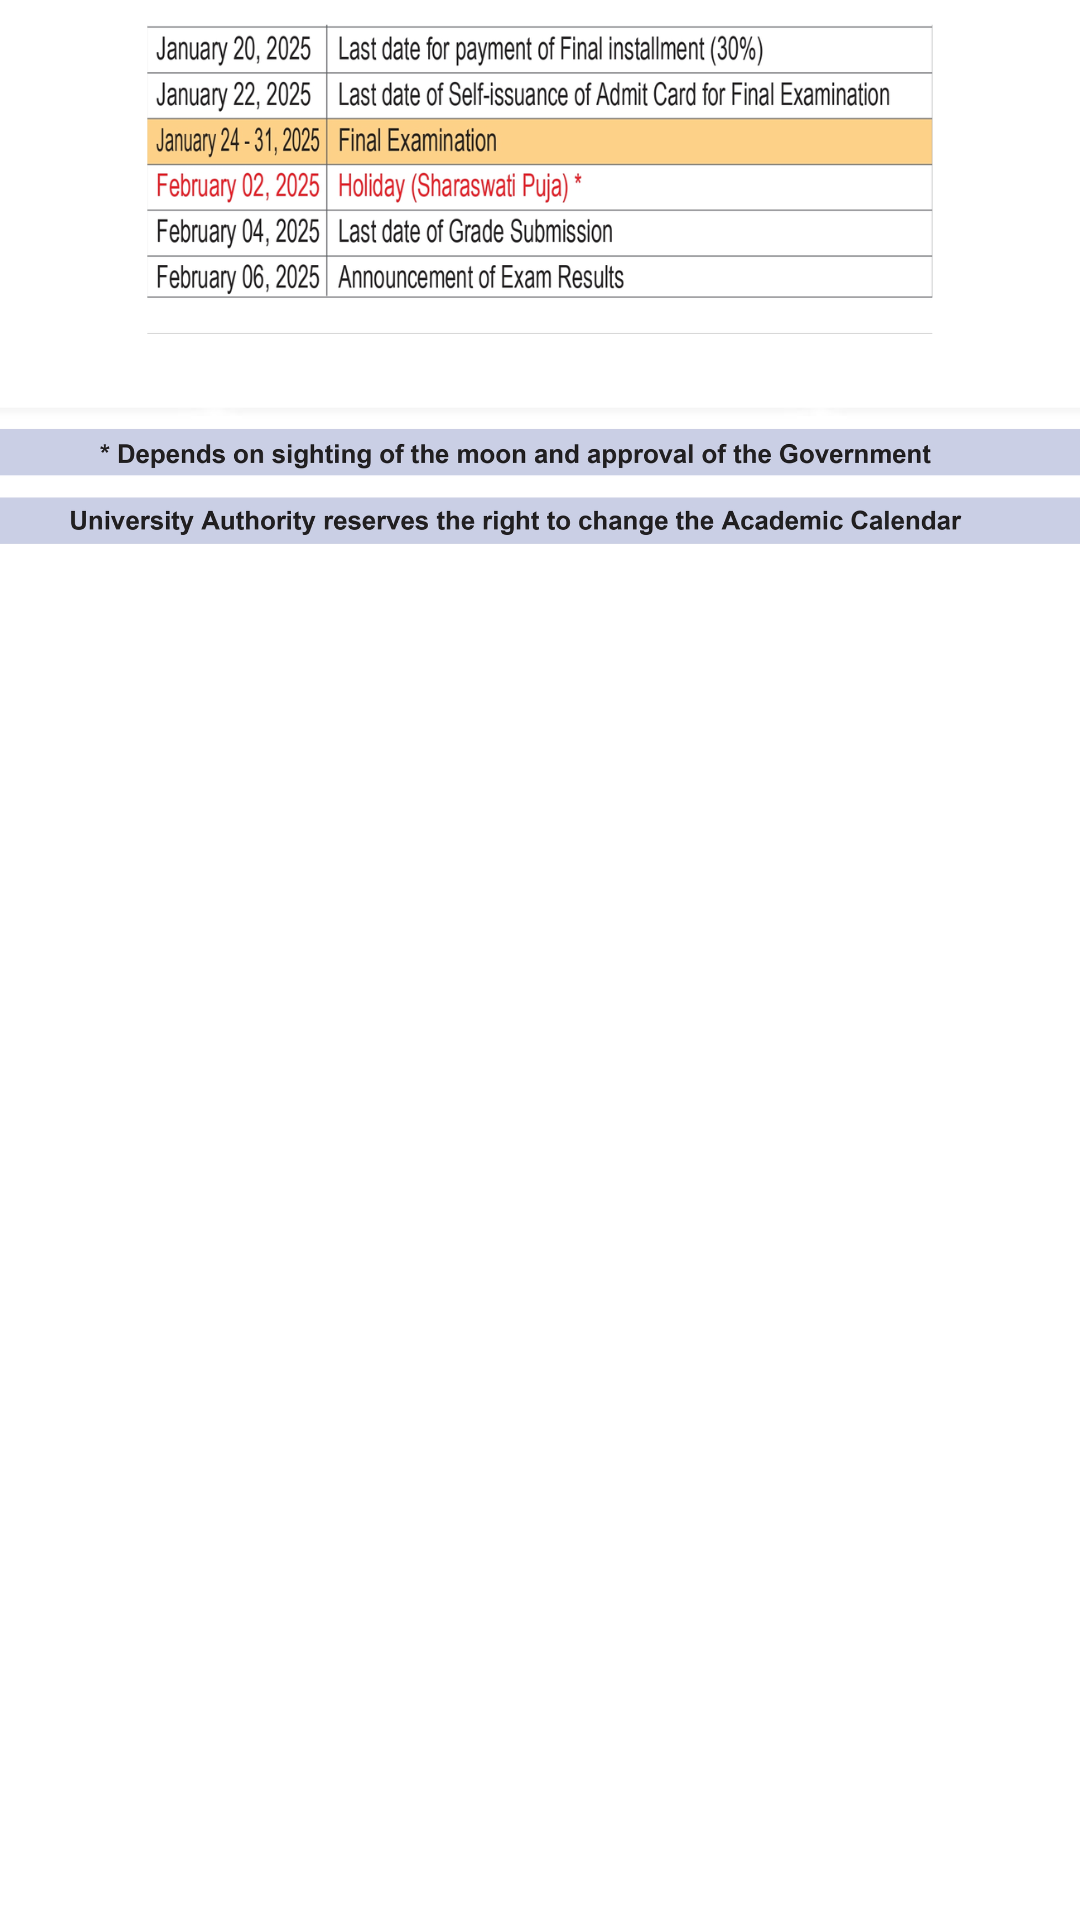 January 20, 2025 Last date for payment of Final installment (30%)
January 22, 2025 Last date of Self-issuance of Admit Card for Final Examination
January 24 - 31, 2025 Final Examination
February 02, 2025 Holiday (Sharaswati Puja) *
February 04, 2025 Last date of Grade Submission
February 06, 2025 Announcement of Exam Results
* Depends on sighting of the moon and approval of the Government
University Authority reserves the right to change the Academic Calendar